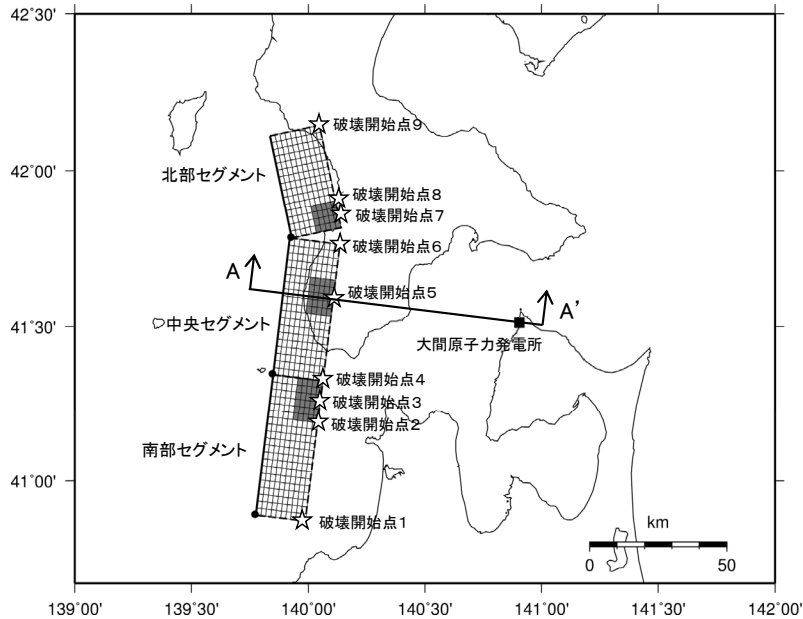 42°30'
42°00'
41°30'
41°00'
139°00'
139°30'
140°00'
140°30'
141°00'
141°30'
142°00'
破壊開始点9
北部セグメント
破壊開始点8
破壊開始点7
破壊開始点6
A
破壊開始点5
A'
中央セグメント
大間原子力発電所
破壊開始点4
破壊開始点3
破壊開始点2
南部セグメント
破壊開始点1
km
0
50